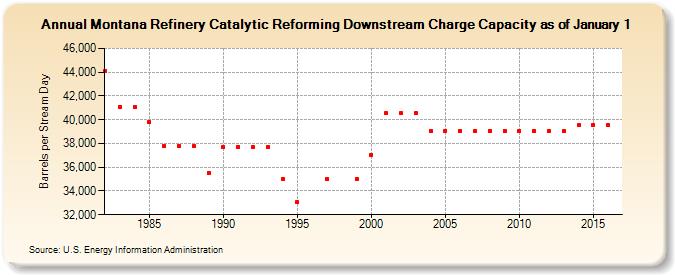 Annual Montana Refinery Catalytic Reforming Downstream Charge Capacity as of January 1
Barrels per Stream Day
46,000
44,000
42,000
40,000
38,000
36,000
34,000
32,000
1985 1990 1995 2000 2005 2010 2015
Source: U.S. Energy Information Administration